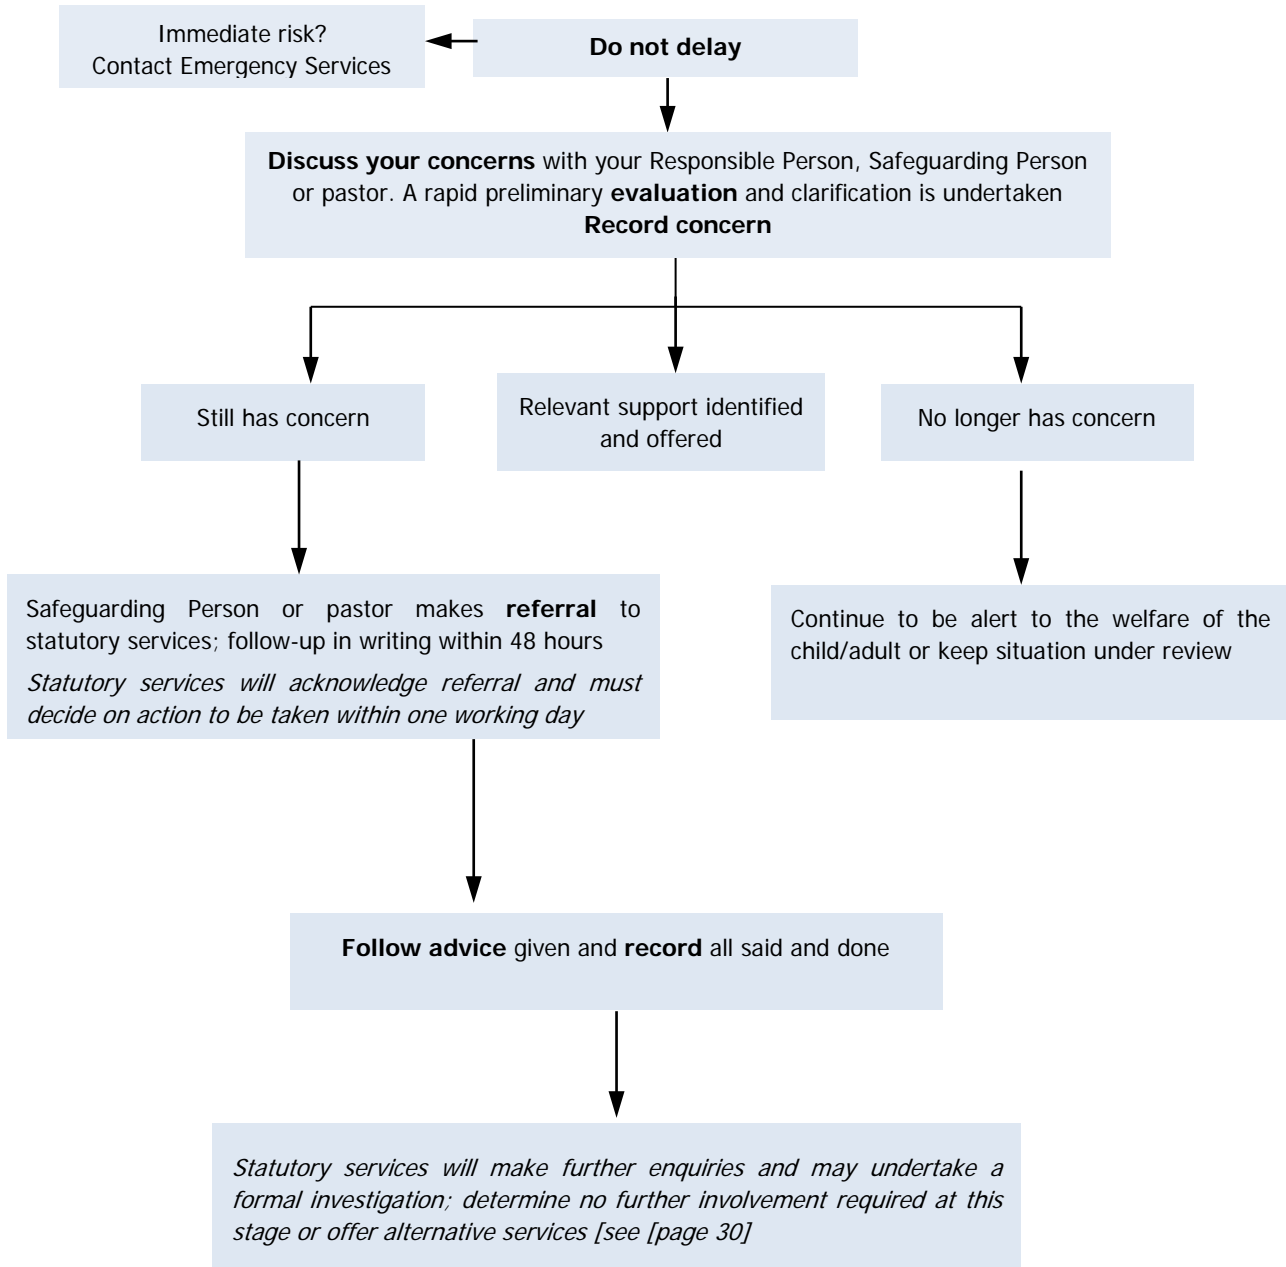 Immediate risk?
Contact Emergency Services
Do not delay
Discuss your concerns with your Responsible Person, Safeguarding Person
or pastor. A rapid preliminary evaluation and clarification is undertaken
Record concern
Still has concern
Relevant support identified
and offered
No longer has concern
Safeguarding Person or pastor makes referral to
statutory services; follow-up in writing within 48 hours
Statutory services will acknowledge referral and must
decide on action to be taken within one working day
Continue to be alert to the welfare of the
child/adult or keep situation under review
Follow advice given and record all said and done
Statutory services will make further enquiries and may undertake a
formal investigation; determine no further involvement required at this
stage or offer alternative services [see [page 30]